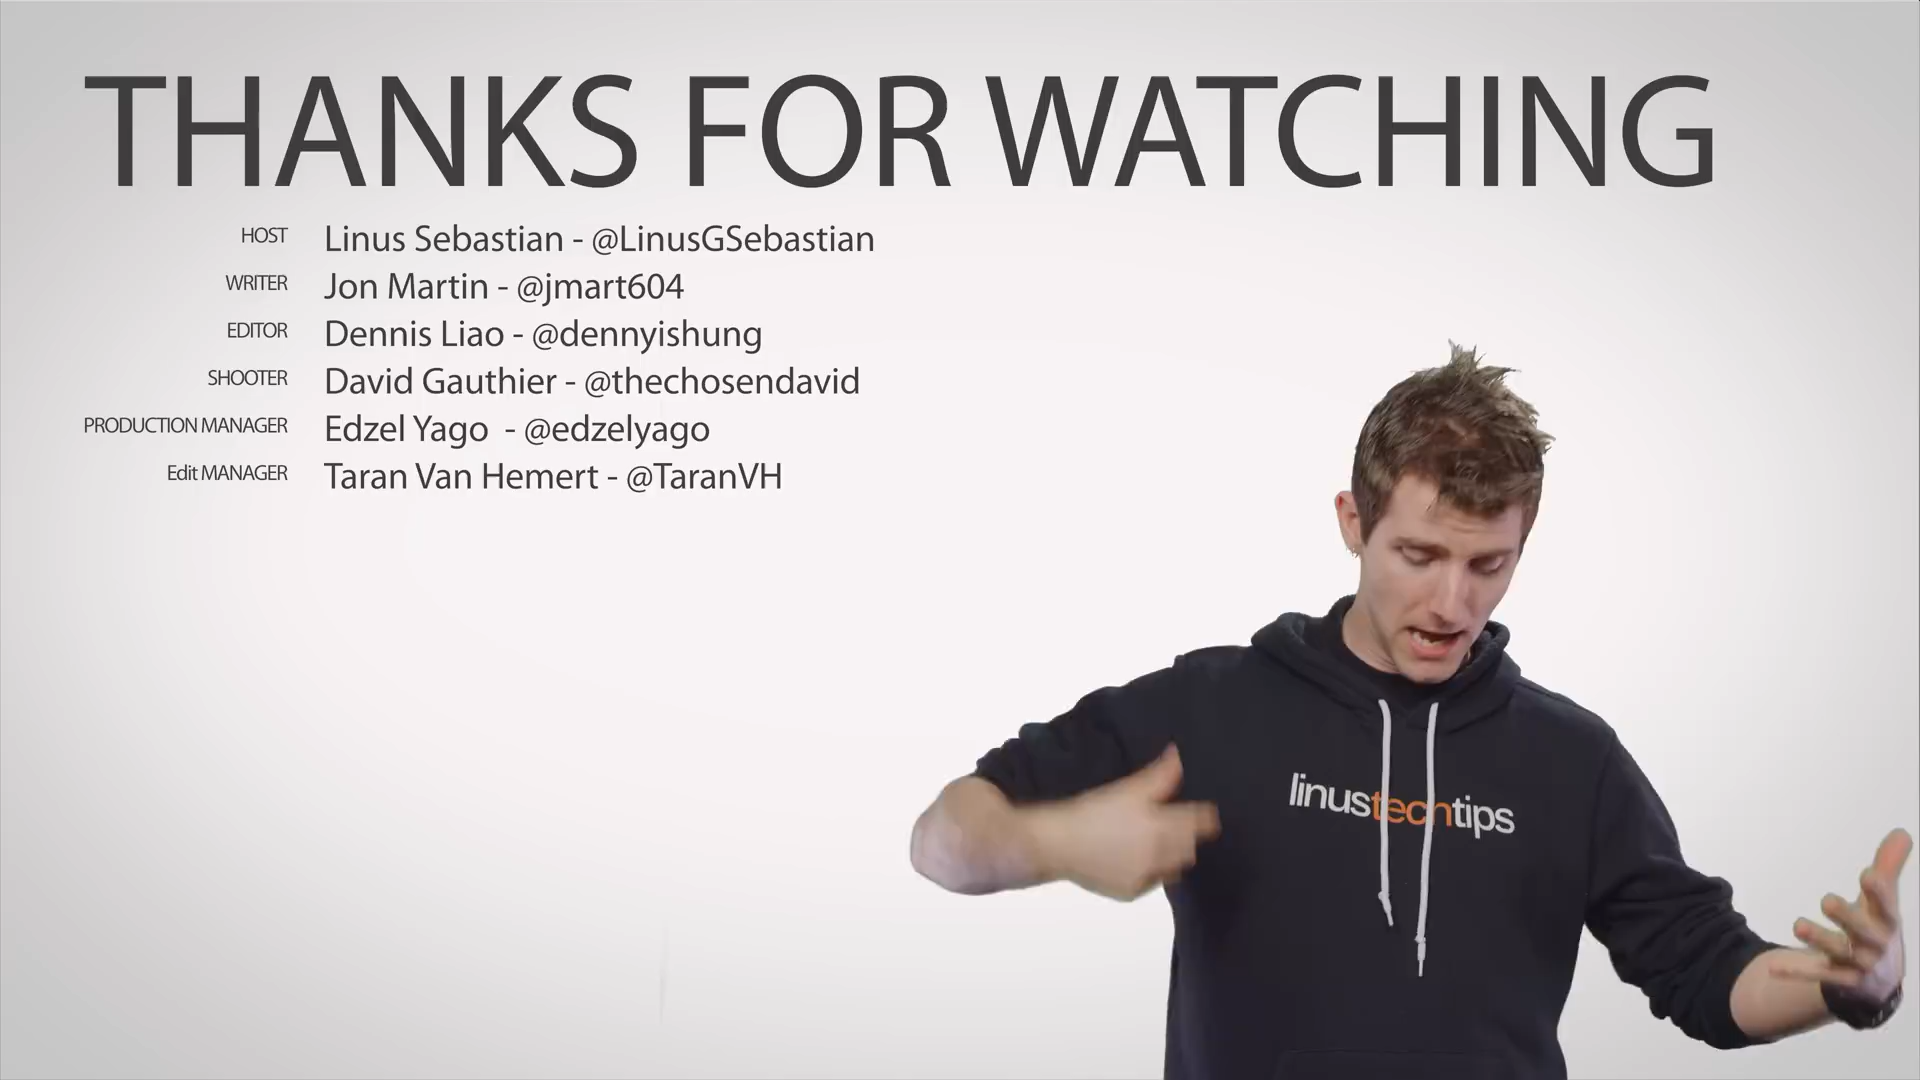 THANKS FOR WATCHING
HOST Linus Sebastian - @LinusGSebastian
WRITER Jon Martin - @jmart604
EDITOR Dennis Liao - @dennyishung
SHOOTER David Gauthier - @thechosendavid
PRODUCTION MANAGER Edzel Yago - @edzelyago
Edit MANAGER Taran Van Hemert - @TaranVH
linustechtips